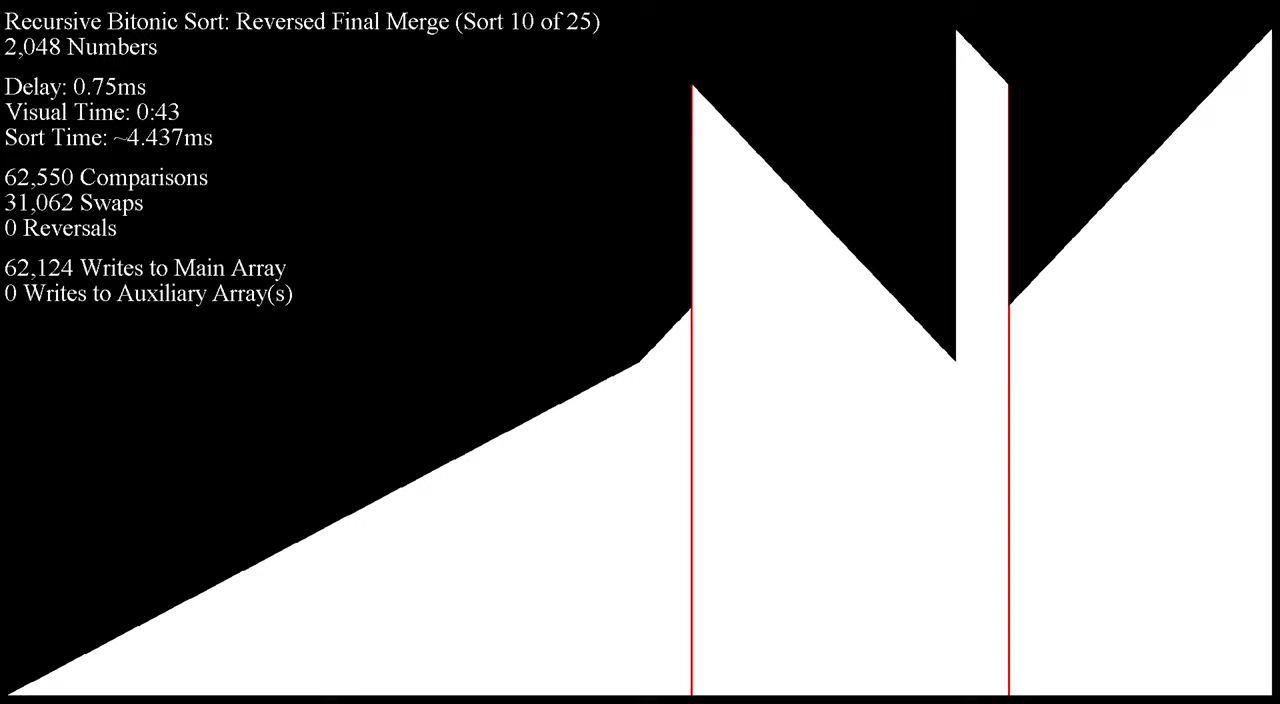 Recursive Bitonic Sort: Reversed Final Merge (Sort 10 of 25)
2,048 Numbers
Delay: 0.75ms
Visual Time: 0:43
Sort Time: ~4.437ms
62,550 Comparisons
31,062 Swaps
0 Reversals
62,124 Writes to Main Array
0 Writes to Auxiliary Array(s)